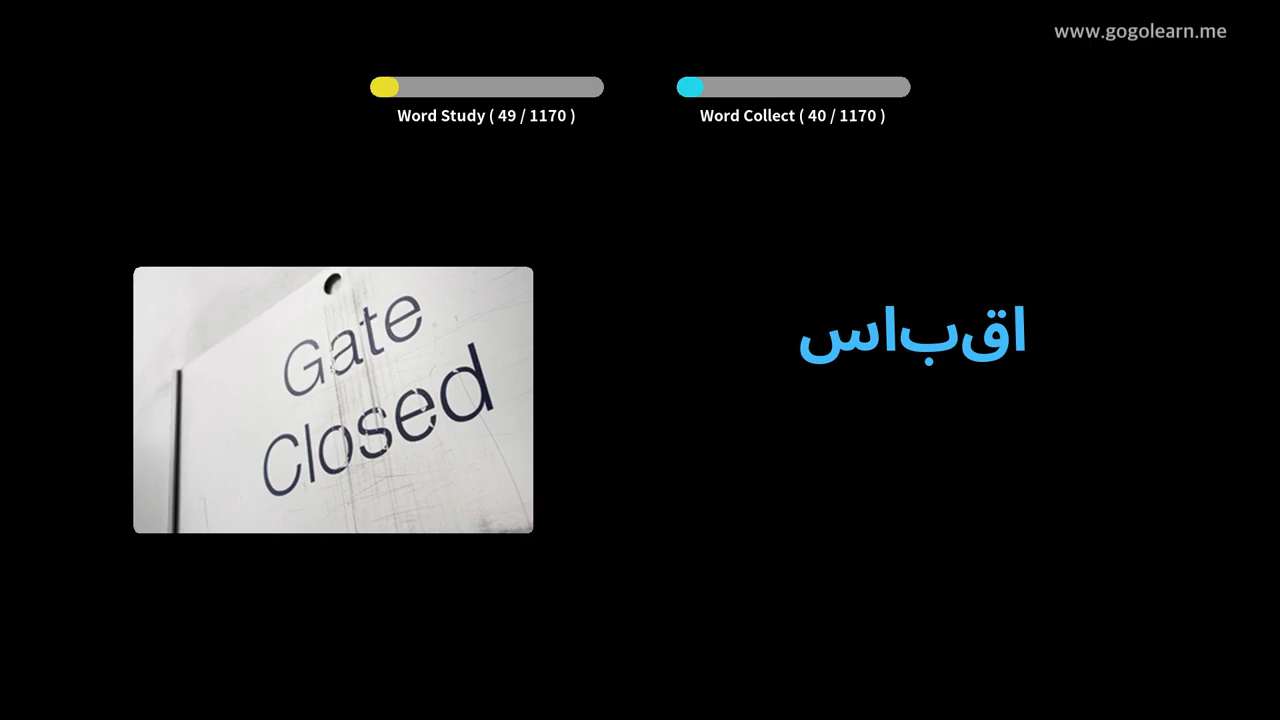 www.gogolearn.me
Word Study ( 49 / 1170 )
Word Collect ( 40 / 1170 )
Gate
Closed
اقباس